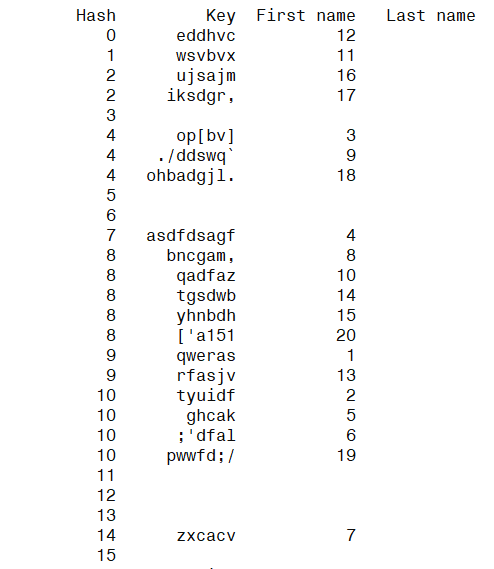 Hash Key First name Last name
0 eddhvc 12
1 wsvbvx 11
2 ujsajm 16
2 iksdgr, 17
3
4 op[bv] 3
4 ./ddswq` 9
4 ohbadgjl. 18
5
6
7 asdfdsagf 4
8 bncgam, 8
8 qadfaz 10
8 tgsdwb 14
8 yhnbdh 15
8 ['a151 20
9 qweras 1
9 rfasjv 13
10 tyuidf 2
10 ghcak 5
10 ;'dfal 6
10 pwwfd;/ 19
11
12
13
14 zxcacv 7
15